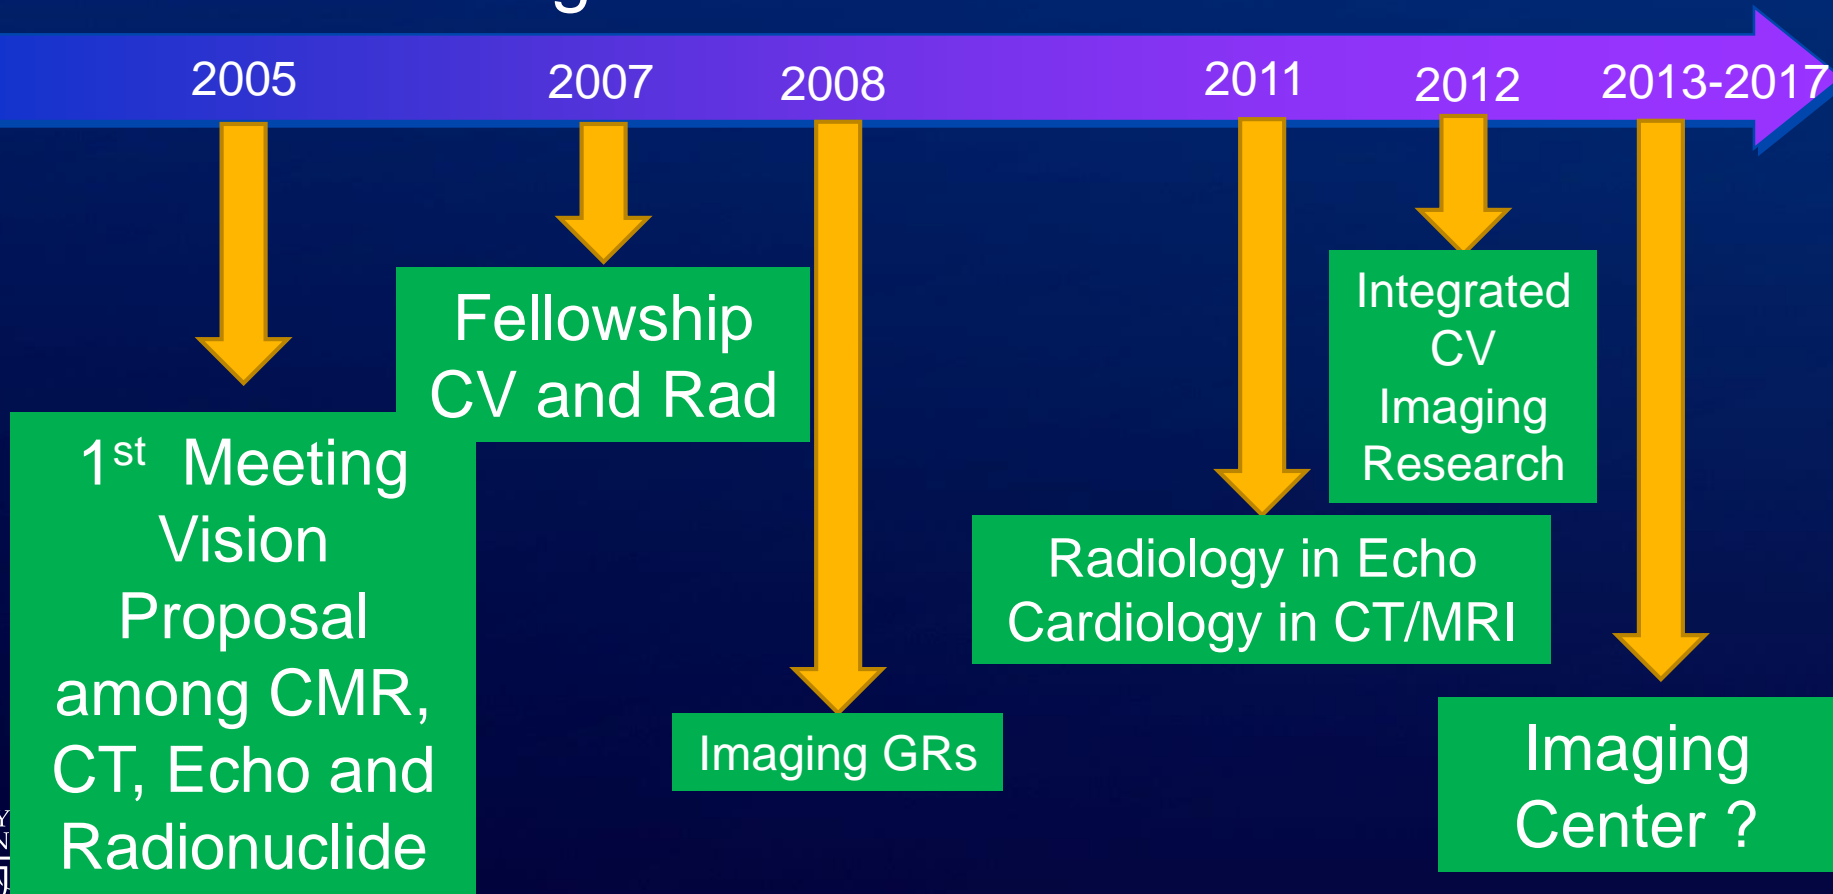 2005
2007
2008
2011
2012
2013-2017
Fellowship
CV and Rad
Integrated
CV
Imaging
Research
1st Meeting
Vision
Proposal
among CMR,
CT, Echo and
Radionuclide
Radiology in Echo
Cardiology in CT/MRI
Imaging GRs
Imaging
Center ?